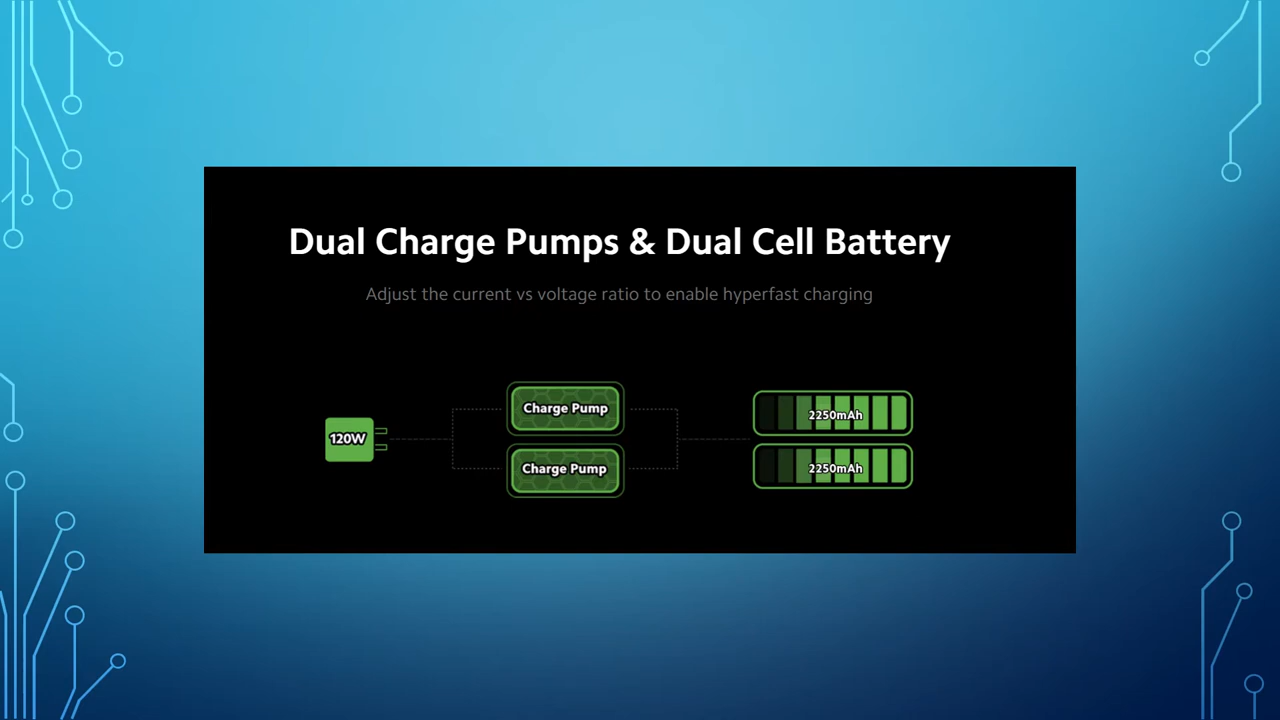 Dual Charge Pumps & Dual Cell Battery
Adjust the current vs voltage ratio to enable hyperfast charging
120W
Charge Pump
Charge Pump
2250mAh
2250mAh